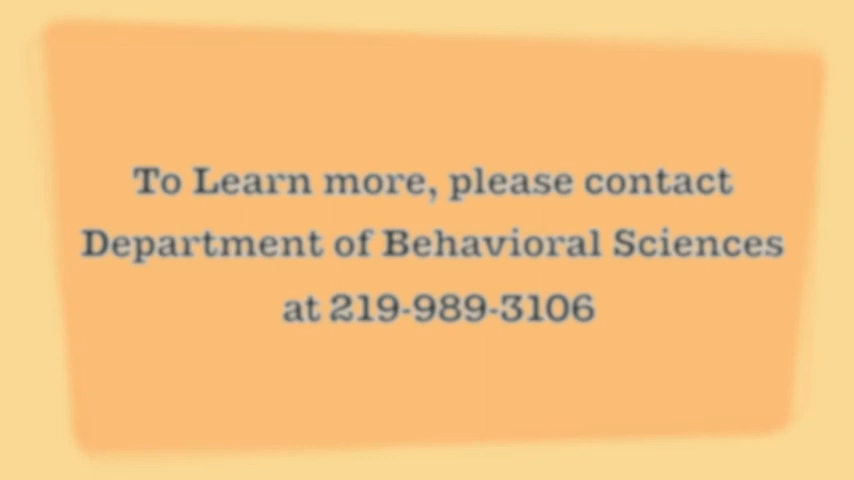 To Learn more, please contact
Department of Behavioral Sciences
at 219-989-3106